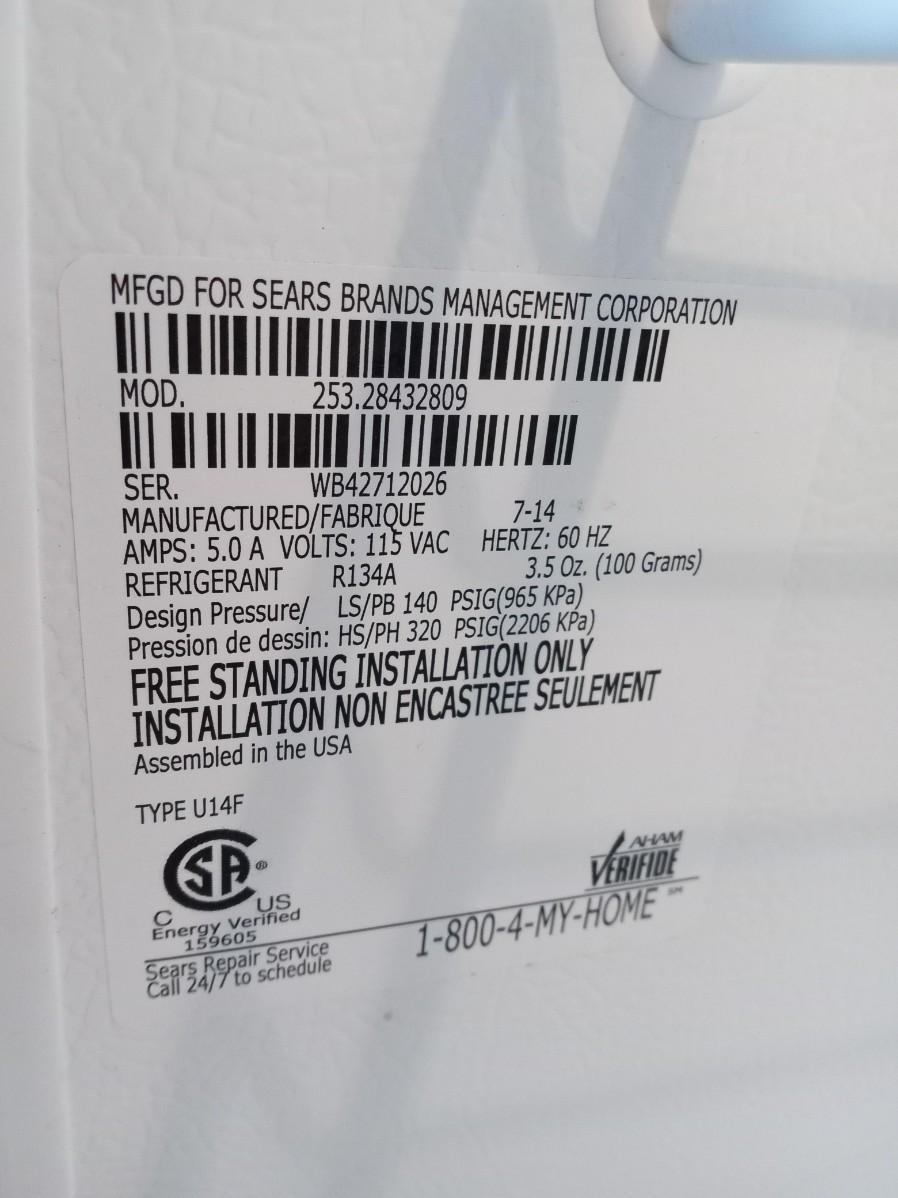 MFGD FOR SEARS BRANDS MANAGEMENT CORPORATION
MOD. 253.28432809
SER. WB42712026
MANUFACTURED/FABRIQUE 7-14
AMPS: 5.0 A VOLTS: 115 VAC HERTZ: 60 HZ
REFRIGERANT R134A 3.5 Oz. (100 Grams)
Design Pressure/ LS/PB 140 PSIG(965 KPa)
Pression de dessin: HS/PH 320 PSIG(2206 KPa)
FREE STANDING INSTALLATION ONLY
INSTALLATION NON ENCASTREE SEULEMENT
Assembled in the USA
TYPE U14F
SA®
C US
Energy Verified
159605
AHAM
VERIFIDE
SM
1-800-4-MY-HOME
Sears Repair Service
Call 24/7 to schedule